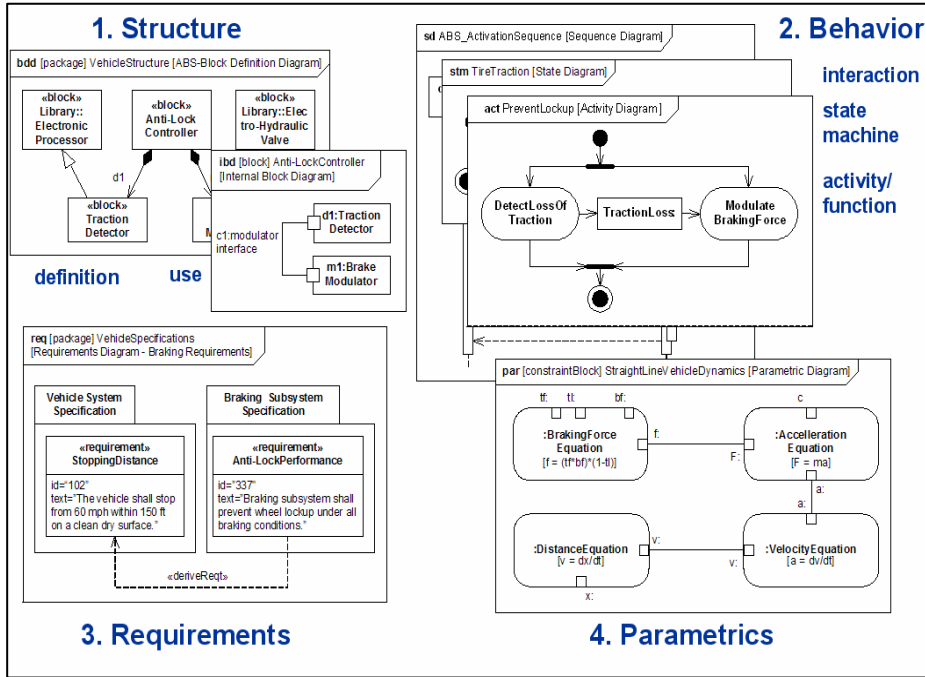 1. Structure
bdd [package] VehicleStructure [ABS-Block Definition Diagram]
«block»
Library::
Electronic
Processor
«block»
Anti-Lock
Controller
«block»
Library::Elec
tro-Hydraulic
Valve
d1
«block»
Traction
Detector
M
ibd [block] Anti-LockController
[Internal Block Diagram]
c1:modulator
interface
d1:Traction
Detector
m1:Brake
Modulator
definition
use
2. Behavior
sd ABS_ActivationSequence [Sequence Diagram]
stm TireTraction [State Diagram]
act PreventLockup [Activity Diagram]
DetectLossOf
Traction
TractionLoss:
Modulate
BrakingForce
interaction
state
machine
activity/
function
req [package] VehicleSpecifications
[Requirements Diagram - Braking Requirements]
Vehicle System
Specification
«requirement»
StoppingDistance
id="102"
text="The vehicle shall stop
from 60 mph within 150 ft
on a clean dry surface."
Braking Subsystem
Specification
«requirement»
Anti-LockPerformance
id="337"
text="Braking subsystem shall
prevent wheel lockup under all
braking conditions."
«deriveReqt»
3. Requirements
par [constraintBlock] StraightLineVehicleDynamics [Parametric Diagram]
tf: tl: bf:
:BrakingForce
Equation
[f = (tf*bf)*(1-tl)]
f:
F:
c
:Accelleration
Equation
[F = ma]
a:
a:
:VelocityEquation
[a = dv/dt]
v:
v:
:DistanceEquation
[v = dx/dt]
x:
4. Parametrics